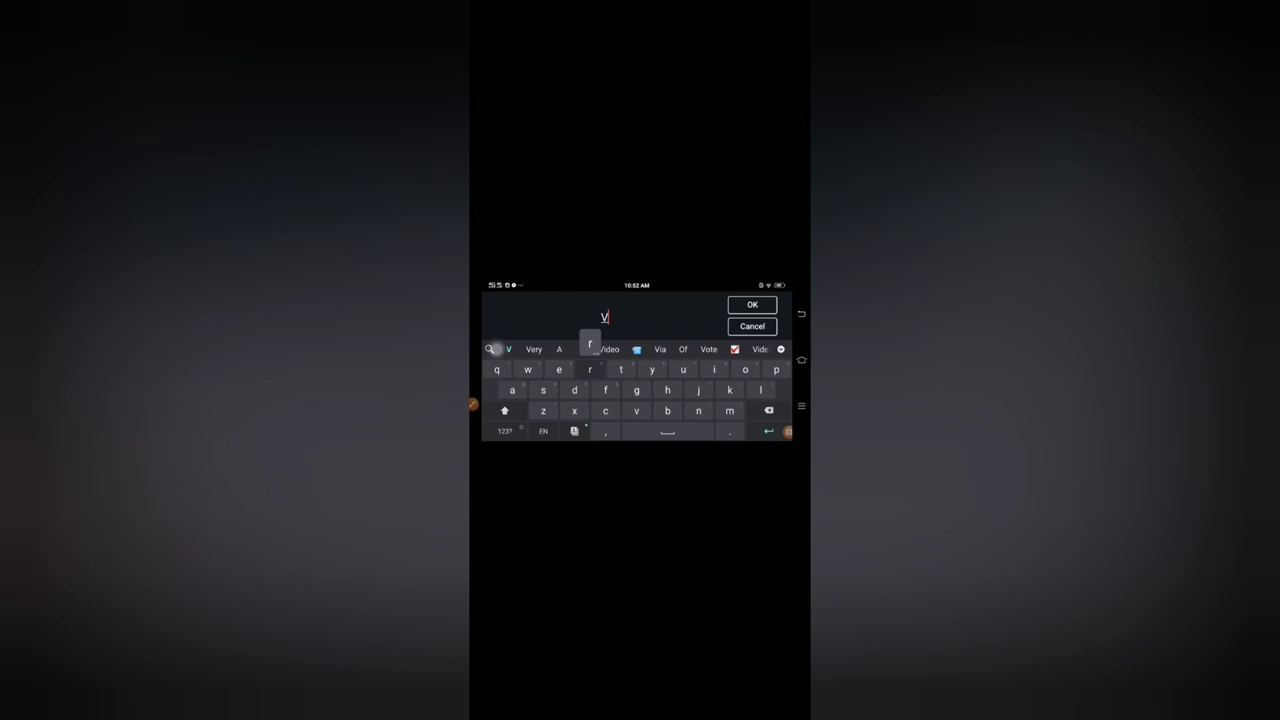 10:52 AM
OK
V
Cancel
r
V Very A Video Via Of Vote Vide
q w e r t y u i o p
a s d f g h j k l
z x c v b n m
123? EN , .